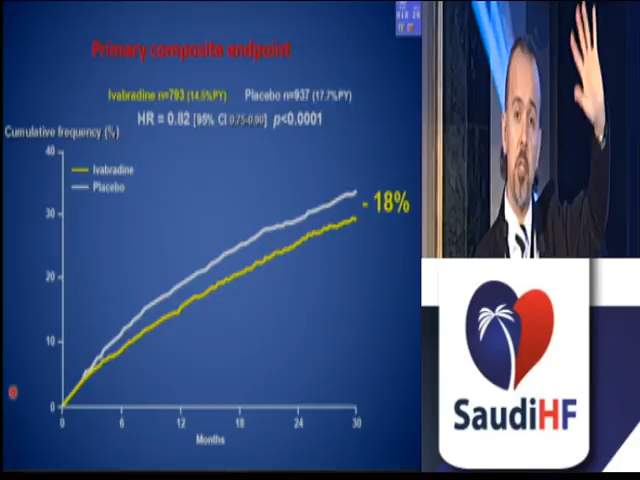 Primary composite endpoint
Ivabradine n=793 (14.5%PY) Placebo n=937 (17.7%PY)
HR = 0.82 [95% CI 0.75-0.90] p<0.0001
Cumulative frequency (%)
40
Ivabradine
Placebo
30
- 18%
20
10
0
0 6 12 18 24 30
Months
SaudiHF